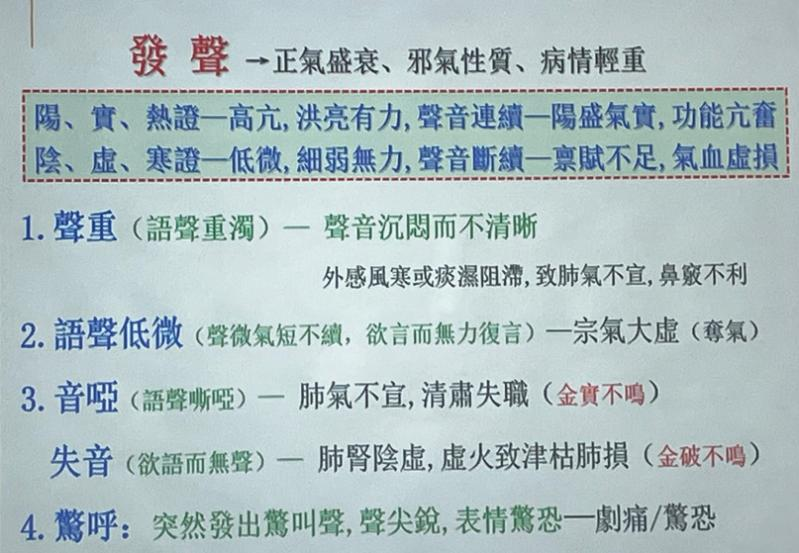 發聲→正氣盛衰、邪氣性質、病情輕重
陽、實、熱證—高亢,洪亮有力,聲音連續—陽盛氣實,功能亢奮
陰、虛、寒證—低微,細弱無力,聲音斷續—禀賦不足,氣血虛損
1.聲重（語聲重濁）— 聲音沉悶而不清晰
外感風寒或痰濕阻滯,致肺氣不宣,鼻竅不利
2.語聲低微（聲微氣短不續，欲言而無力復言）—宗氣大虛（奪氣）
3.音啞（語聲嘶啞）— 肺氣不宣,清肅失職（金實不鳴）
失音（欲語而無聲）— 肺腎陰虛,虛火致津枯肺損（金破不鳴）
4.驚呼：突然發出驚叫聲,聲尖銳,表情驚恐—劇痛/驚恐